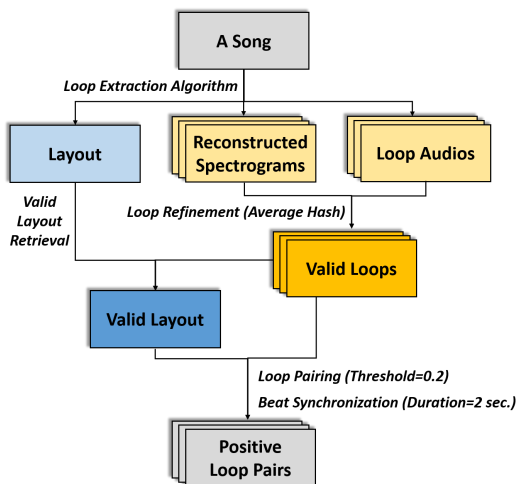 A Song
Loop Extraction Algorithm
Layout
Reconstructed
Spectrograms
Loop Audios
Valid
Layout
Retrieval
Loop Refinement (Average Hash)
Valid Loops
Valid Layout
Loop Pairing (Threshold=0.2)
Beat Synchronization (Duration=2 sec.)
Positive
Loop Pairs